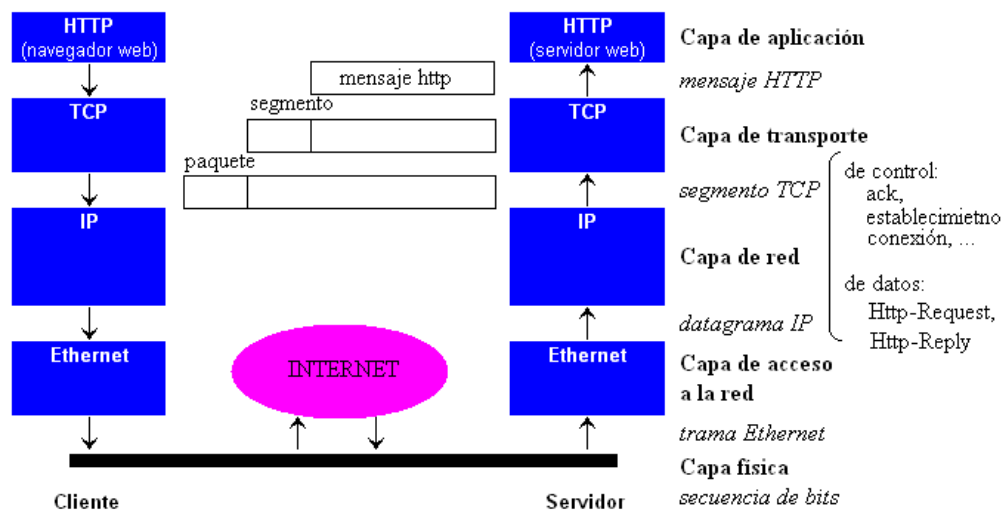 HTTP
(navegador web)
TCP
IP
Ethernet
Cliente
mensaje http
segmento
paquete
INTERNET
HTTP
(servidor web)
TCP
IP
Ethernet
Servidor
Capa de aplicación
mensaje HTTP
Capa de transporte
segmento TCP
Capa de red
datagrama IP
Capa de acceso
a la red
trama Ethernet
Capa física
secuencia de bits
de control:
ack,
establecimietno
conexión, ...
de datos:
Http-Request,
Http-Reply